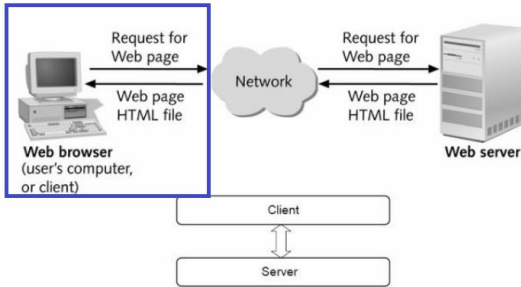 Request for
Web page
Web page
HTML file
Web browser
(user's computer,
or client)
Network
Request for
Web page
Web page
HTML file
Web server
Client
Server